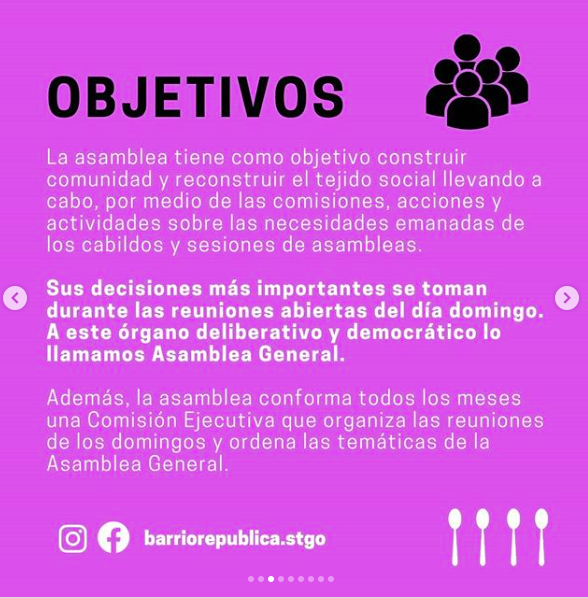 OBJETIVOS
La asamblea tiene como objetivo construir
comunidad y reconstruir el tejido social llevando a
cabo, por medio de las comisiones, acciones y
actividades sobre las necesidades emanadas de
los cabildos y sesiones de asambleas.
Sus decisiones más importantes se toman
durante las reuniones abiertas del día domingo.
A este órgano deliberativo y democrático lo
llamamos Asamblea General.
Además, la asamblea conforma todos los meses
una Comisión Ejecutiva que organiza las reuniones
de los domingos y ordena las temáticas de la
Asamblea General.
barriorepublica.stgo